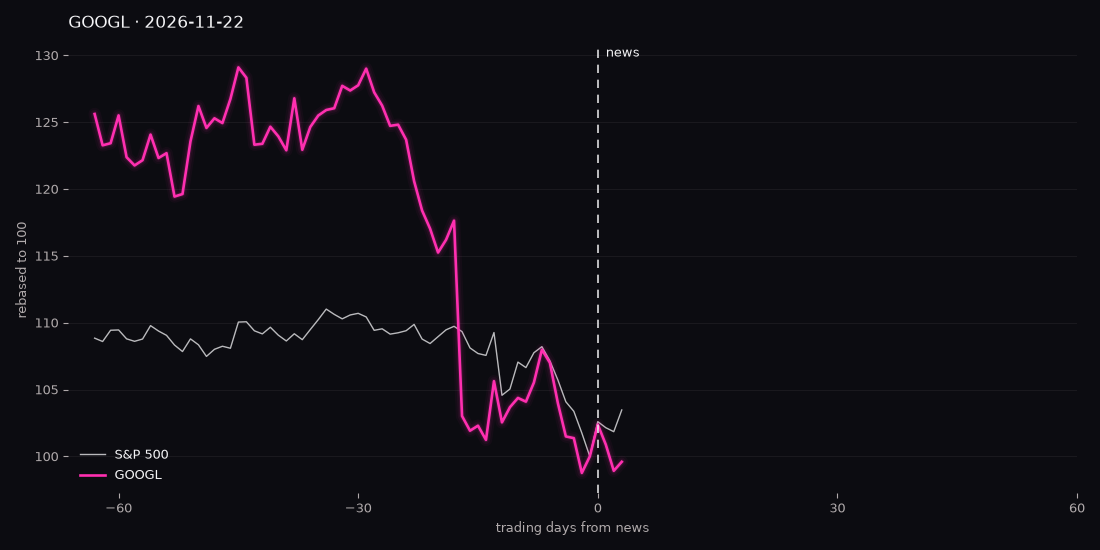 GOOGL · 2026-11-22
news
130
125
120
115
110
105
100
rebased to 100
S&P 500
GOOGL
−60
−30
0
30
60
trading days from news